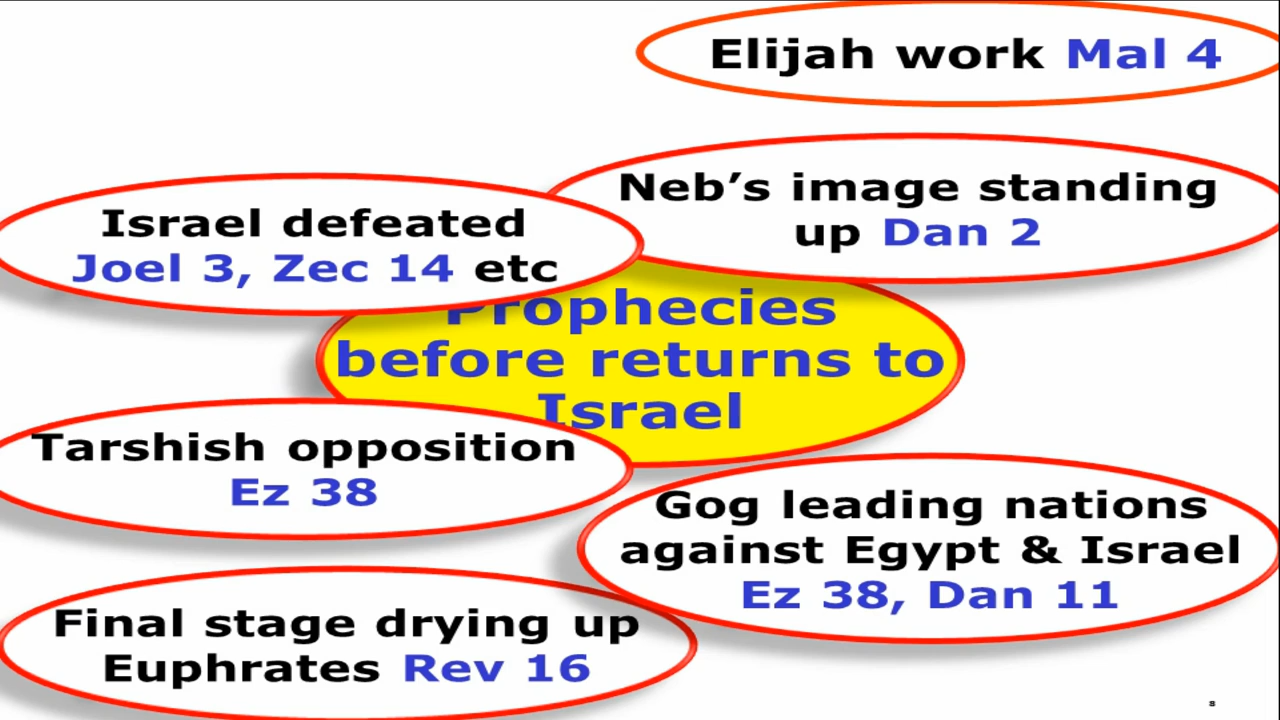 Elijah work Mal 4
Neb’s image standing
up Dan 2
Israel defeated
Joel 3, Zec 14 etc
Prophecies
before returns to
Israel
Tarshish opposition
Ez 38
Gog leading nations
against Egypt & Israel
Ez 38, Dan 11
Final stage drying up
Euphrates Rev 16
8